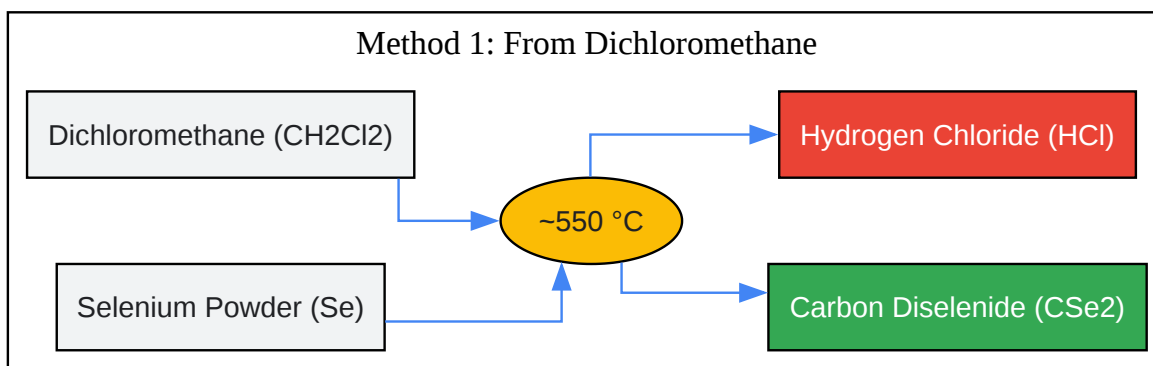 Method 1: From Dichloromethane
Dichloromethane (CH2Cl2)
Hydrogen Chloride (HCl)
~550 °C
Selenium Powder (Se)
Carbon Diselenide (CSe2)